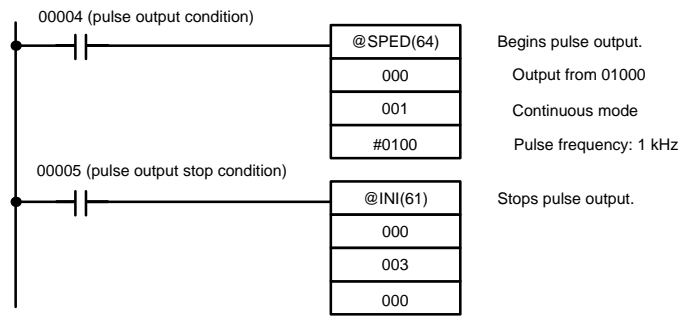 00004 (pulse output condition)
@SPED(64) Begins pulse output.
000 Output from 01000
001 Continuous mode
#0100 Pulse frequency: 1 kHz
00005 (pulse output stop condition)
@INI(61) Stops pulse output.
000
003
000